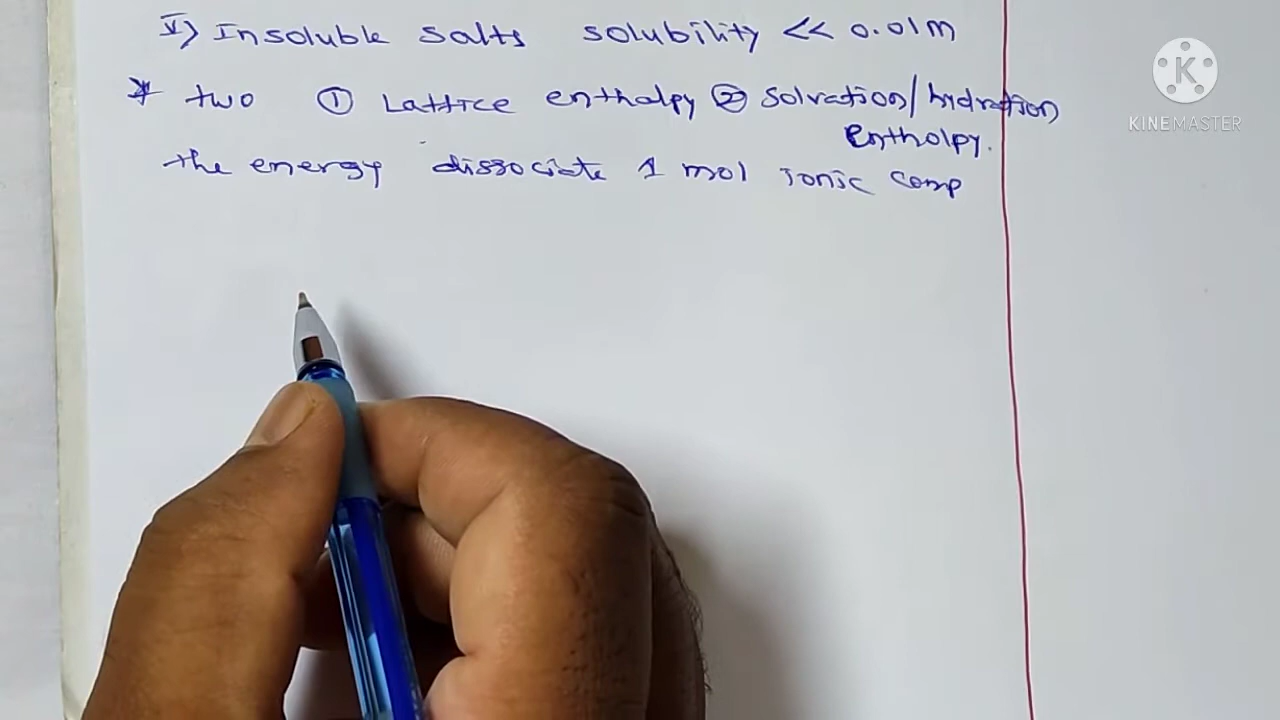 V) Insoluble salts solubility << 0.01M
* two ① Lattice enthalpy ② solvation/hydration
enthalpy.
the energy dissociate 1 mol ionic comp
KINEMASTER